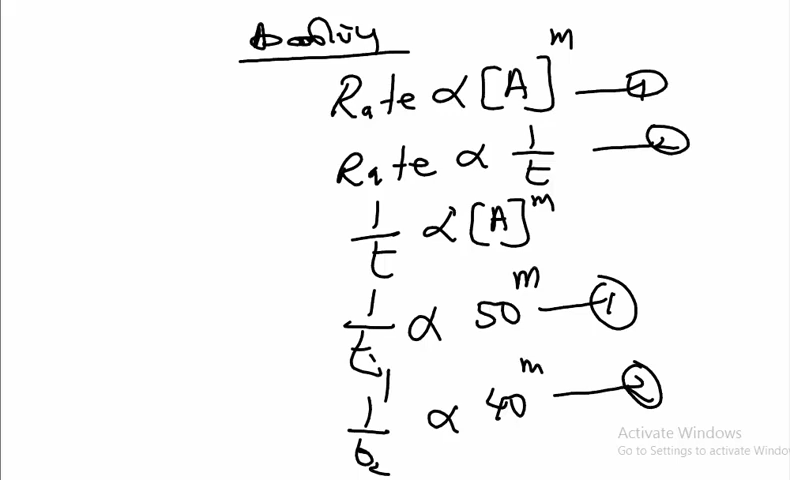 Rate ∝ [A]^m — ①
Rate ∝ 1/t — ②
1/t ∝ [A]^m
1/t₁ ∝ 50^m — ①
1/t₂ ∝ 40^m — ②
Activate Windows
Go to Settings to activate Windo